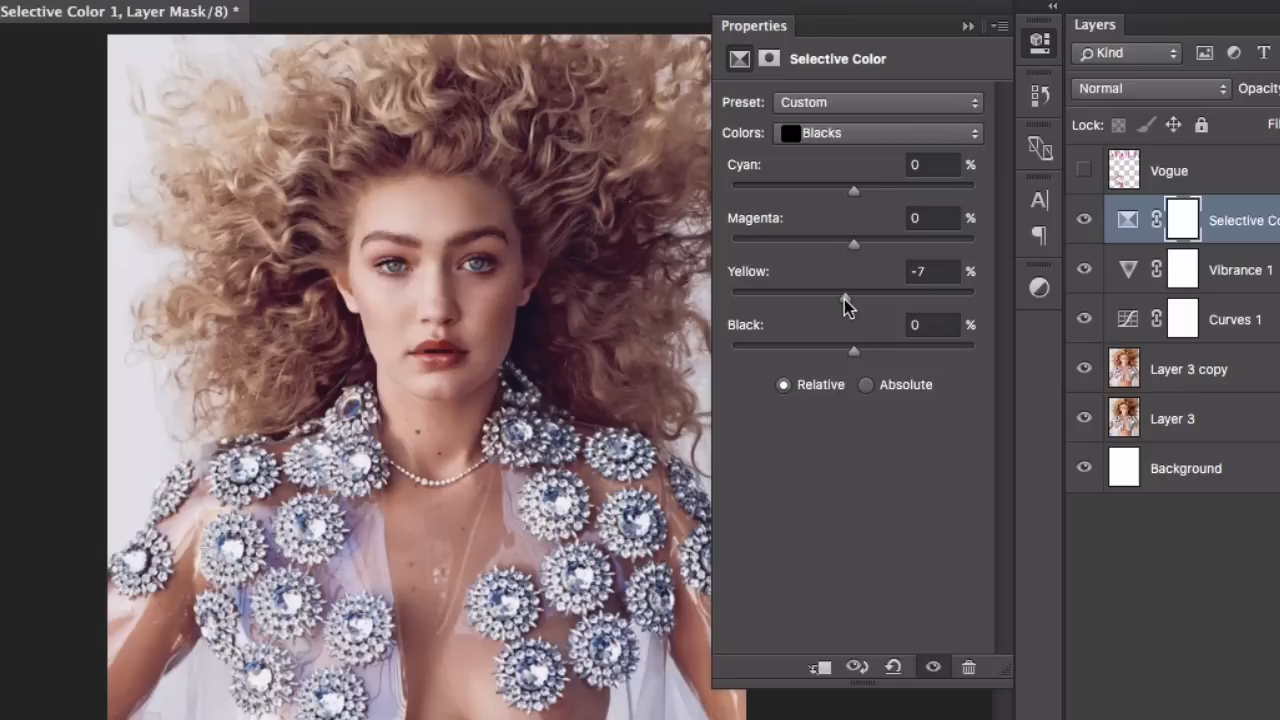 Selective Color 1, Layer Mask/8) *
Properties
Selective Color
Preset: Custom
Colors: Blacks
Cyan: 0 %
Magenta: 0 %
Yellow: -7 %
Black: 0 %
Relative Absolute
A
Layers
Kind T
Normal Opacity
Lock: Fi
Vogue
Selective Co
Vibrance 1
Curves 1
Layer 3 copy
Layer 3
Background